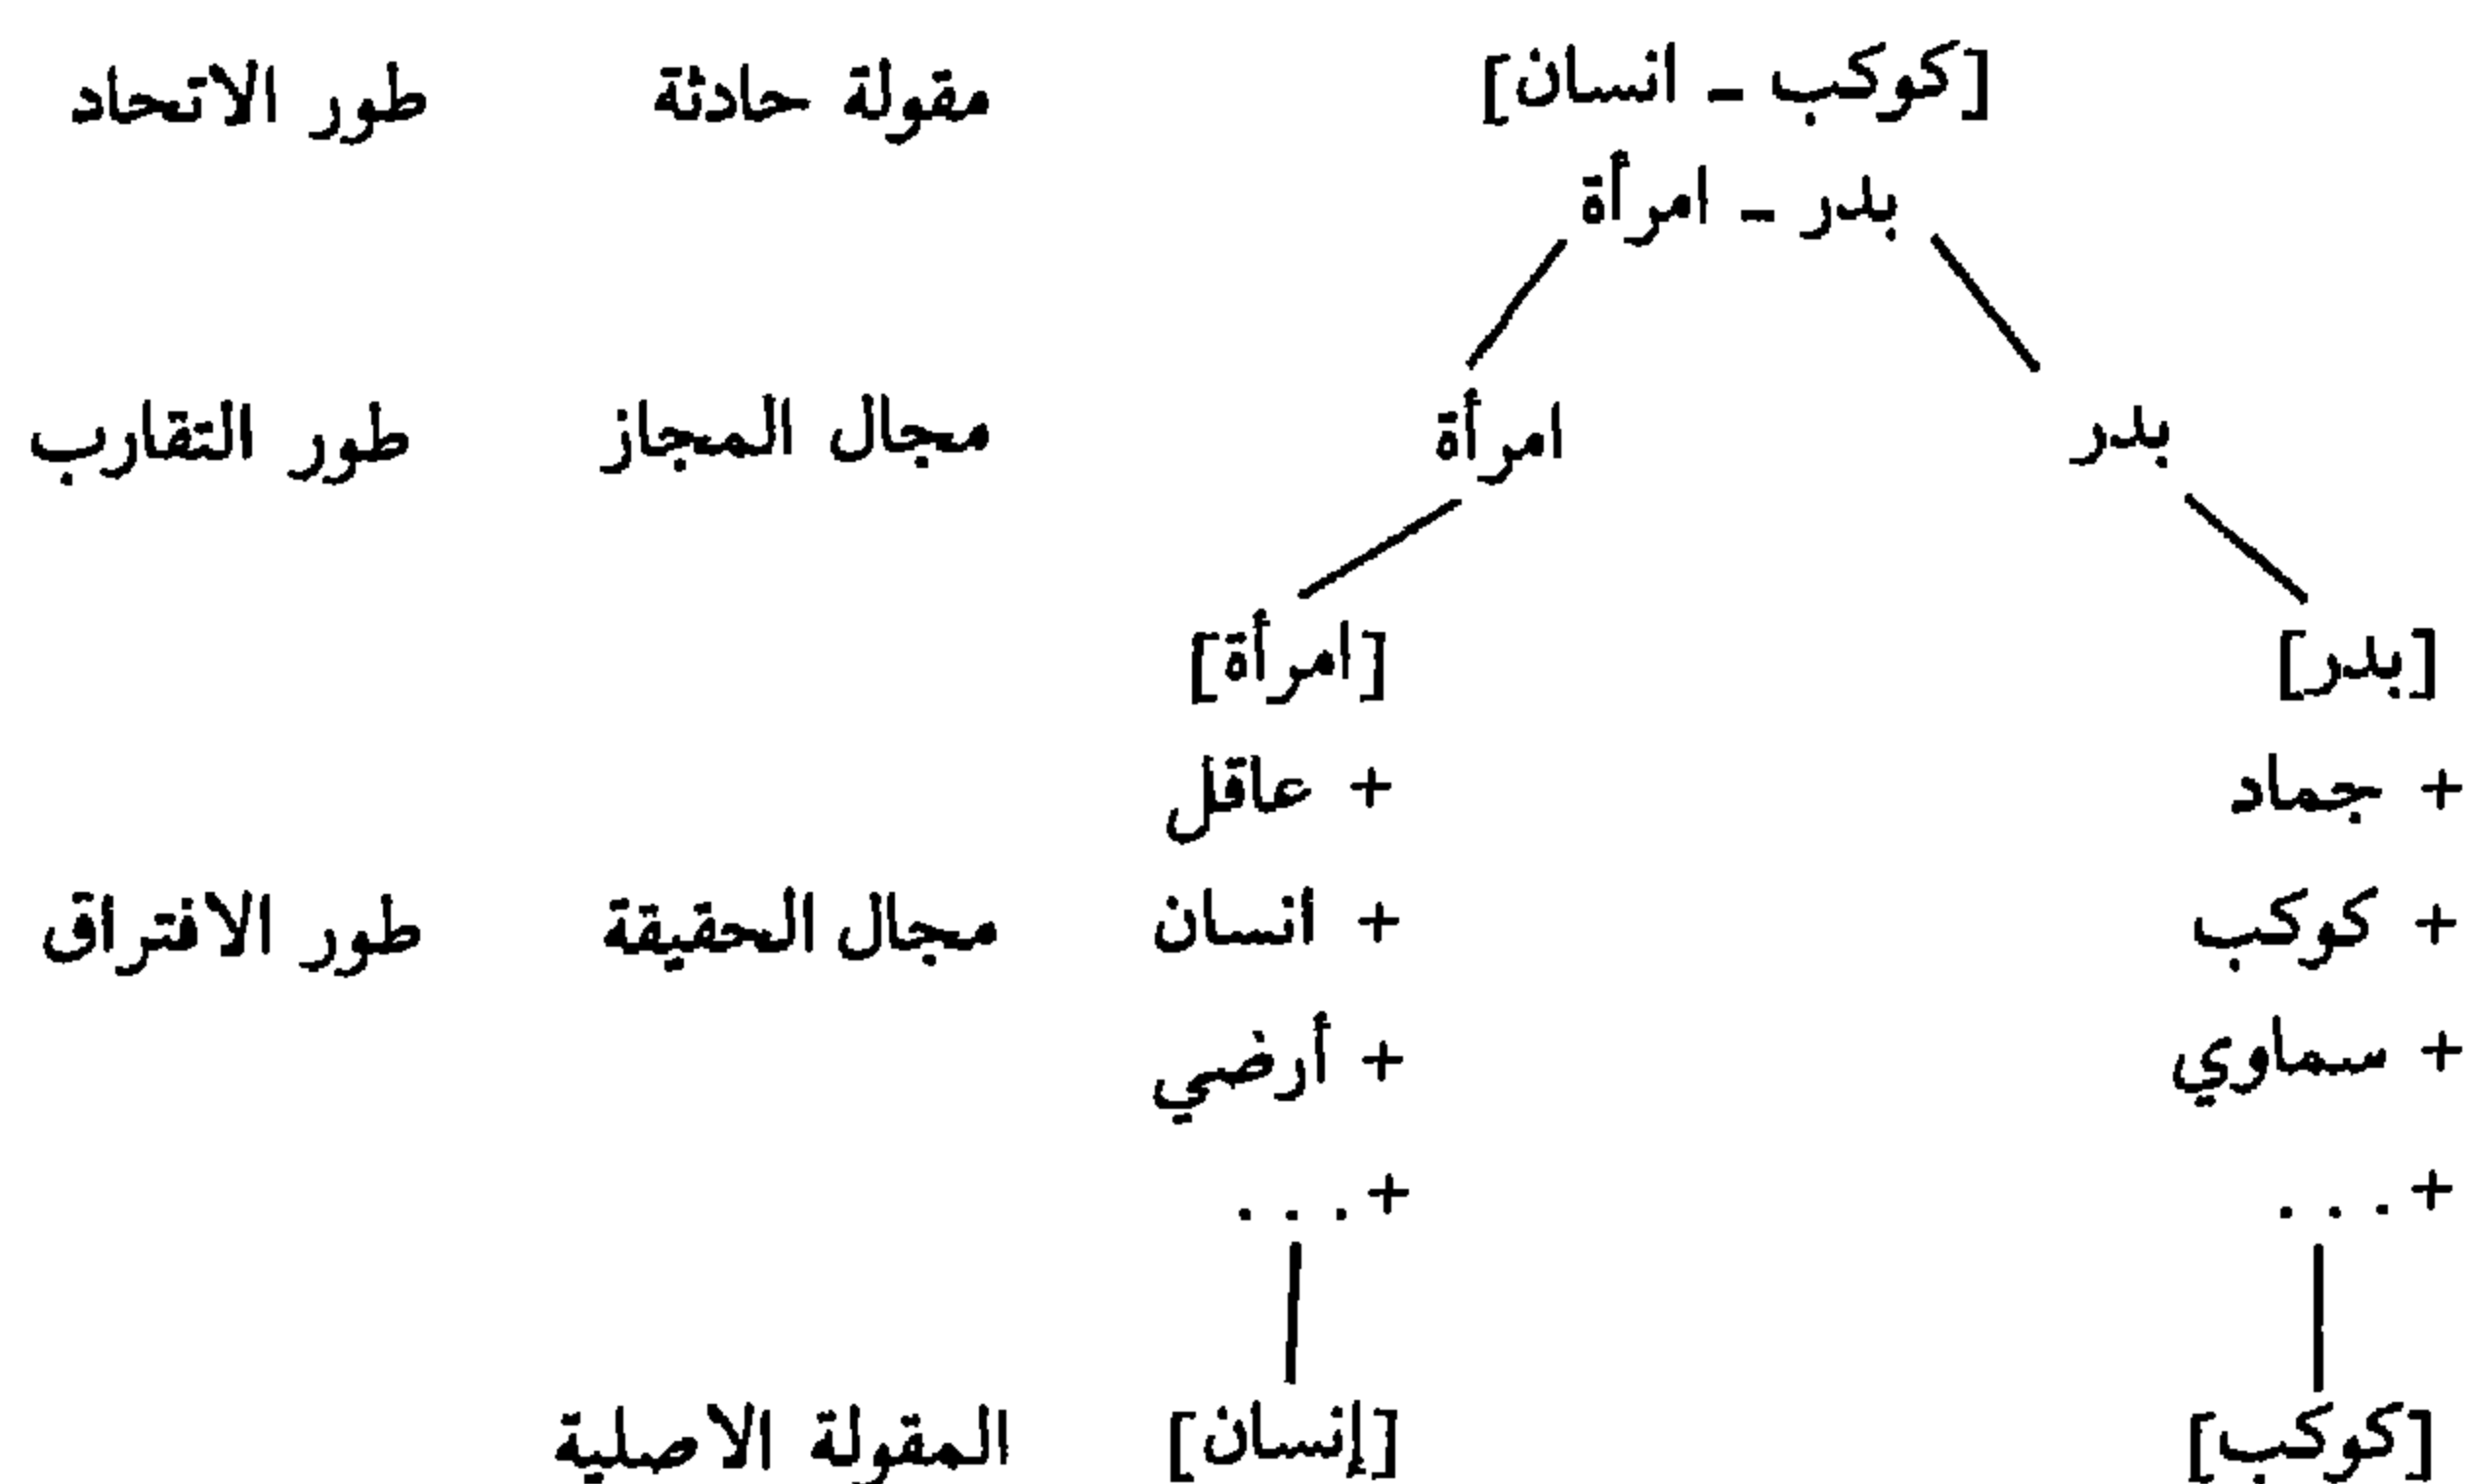 [كوكب - انسان] مقولة حادثة طور الاتحاد
بدر - امرأة
بدر امرأة مجال المجاز طور التقارب
[بدر] [امرأة]
+ جماد + عاقل
+ كوكب + انسان مجال الحقيقة طور الافتراق
+ سماوي + أرضي
+ . . . + . . .
[كوكب] [إنسان] المقولة الاصلية